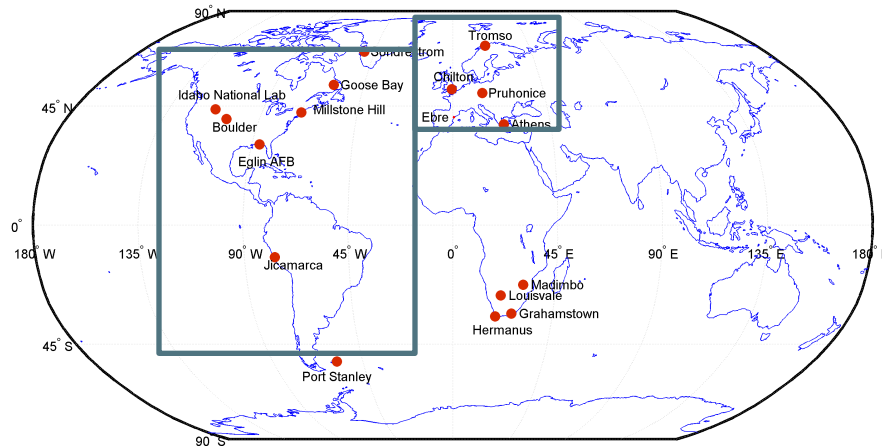 90° N
Tromso
Sondrestrom
Chilton
Goose Bay
Pruhonice
Idaho National Lab
45° N
Millstone Hill
Ebre
Boulder
Athens
Eglin AFB
0°
180° W
135° W
90° W
45° W
0°
45° E
90° E
135° E
180°
Jicamarca
Madimbo
Louisvale
Grahamstown
Hermanus
45° S
Port Stanley
90° S